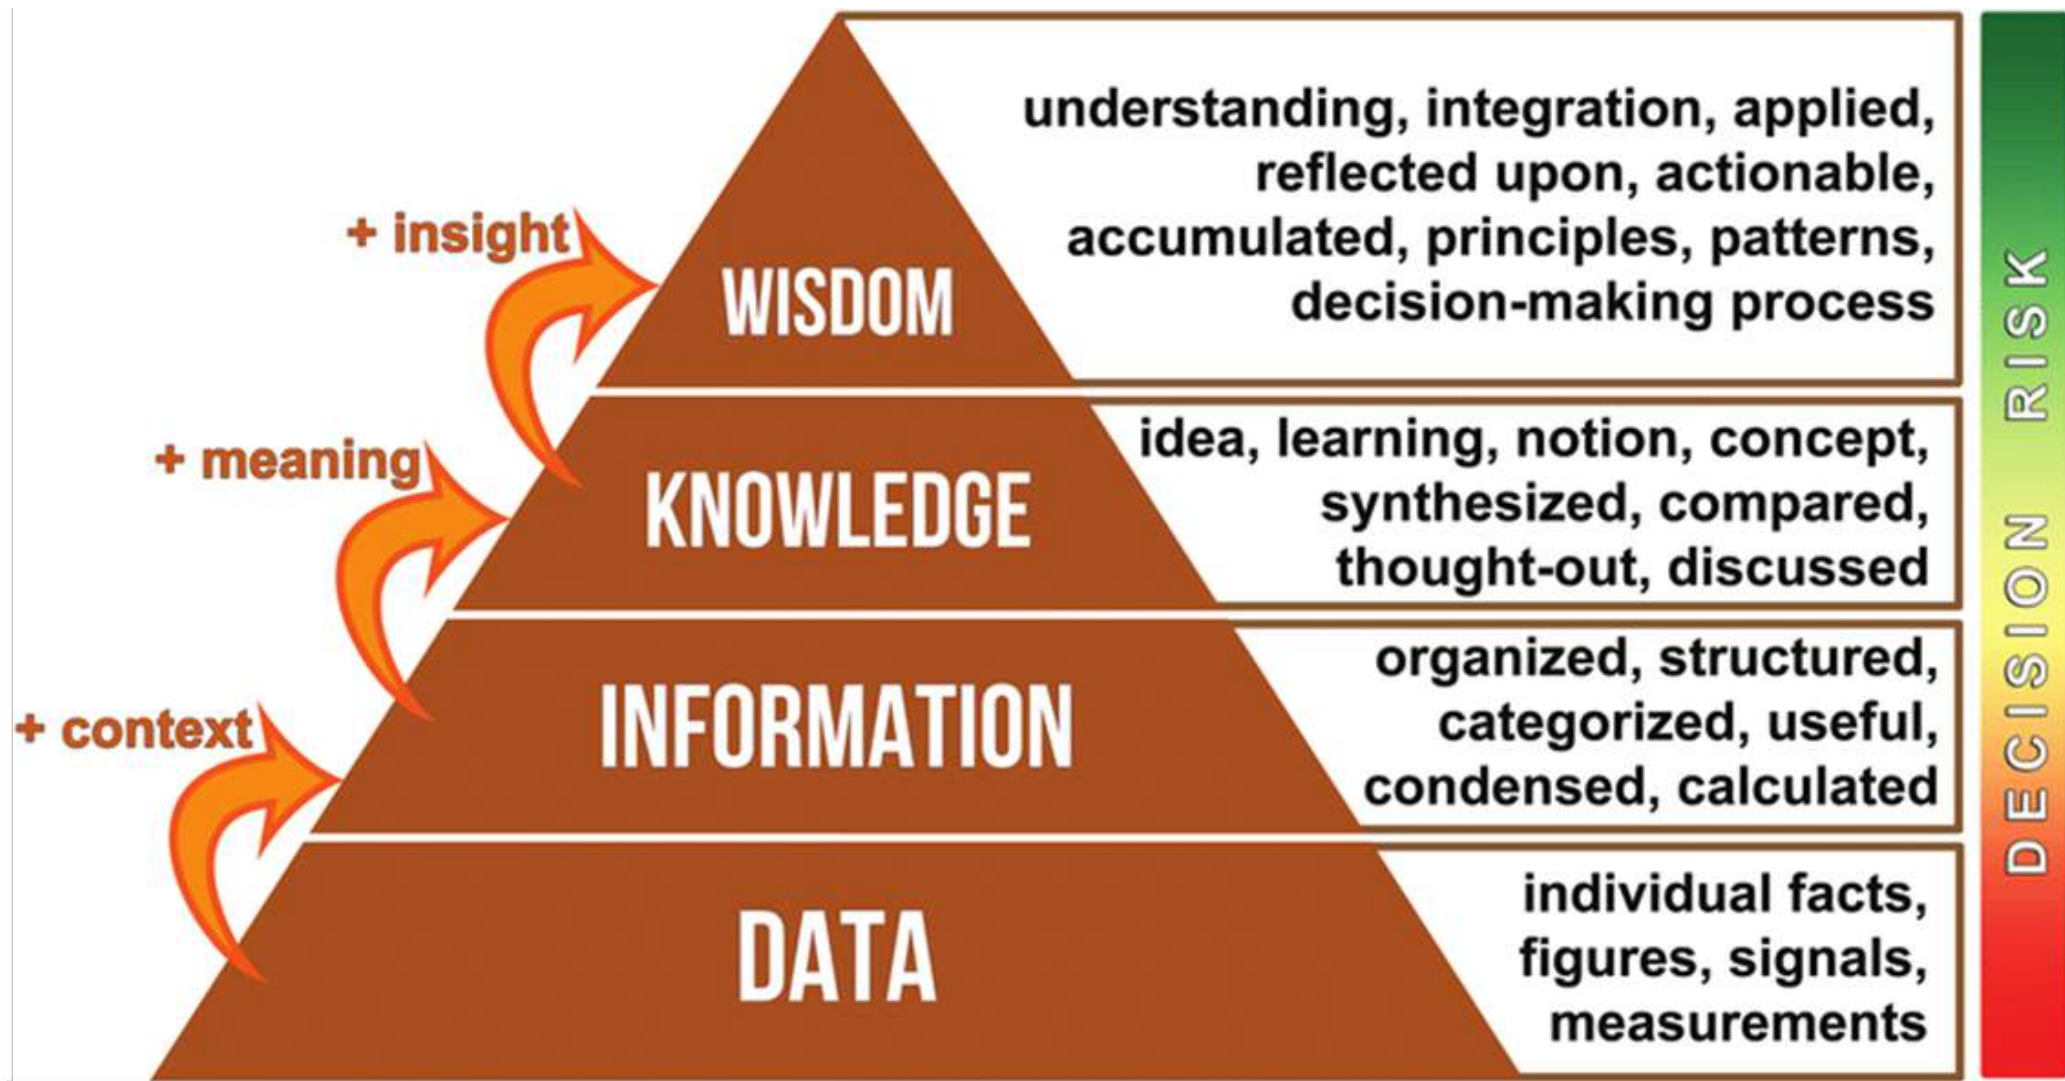 understanding, integration, applied,
reflected upon, actionable,
accumulated, principles, patterns,
decision-making process
+ insight
WISDOM
idea, learning, notion, concept,
synthesized, compared,
thought-out, discussed
+ meaning
KNOWLEDGE
organized, structured,
categorized, useful,
condensed, calculated
+ context
INFORMATION
individual facts,
figures, signals,
measurements
DATA
DECISION RISK